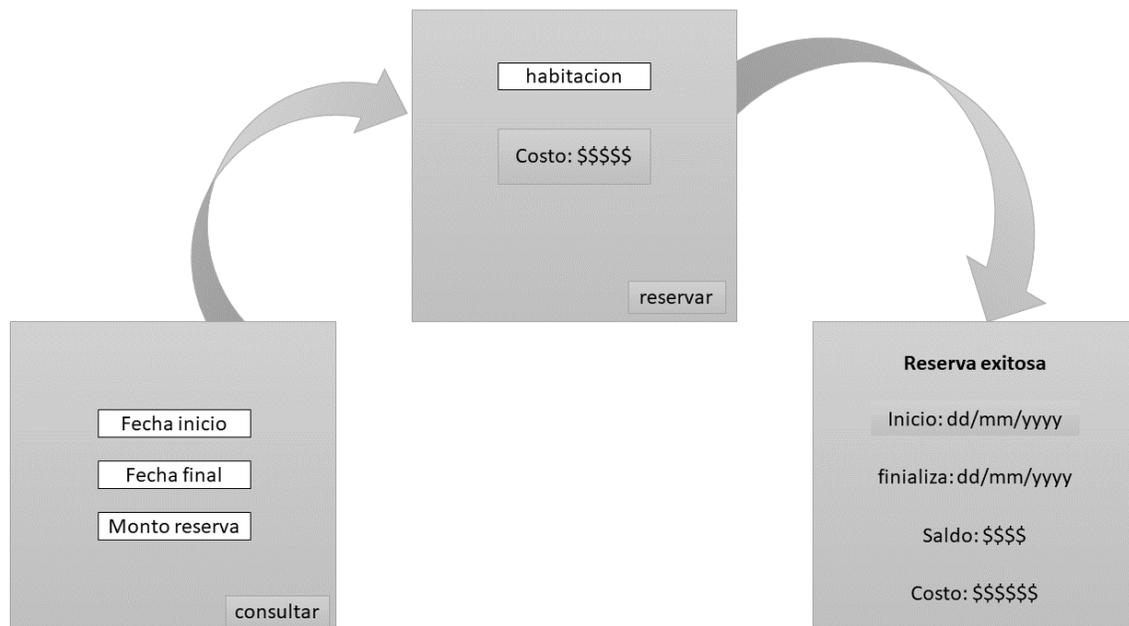 Fecha inicio
Fecha final
Monto reserva
consultar
habitacion
Costo: $$$$$
reservar
Reserva exitosa
Inicio: dd/mm/yyyy
finializa: dd/mm/yyyy
Saldo: $$$$
Costo: $$$$$$